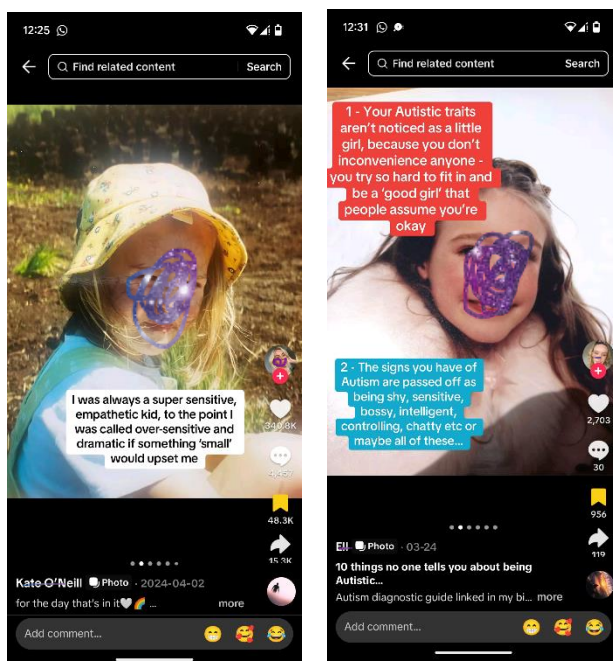 12:25
Find related content Search
I was always a super sensitive,
empathetic kid, to the point I
was called over-sensitive and
dramatic if something ‘small’
would upset me
340.8K
4,457
48.3K
15.3K
Kate O’Neill Photo · 2024-04-02
for the day that's in it🤍🌈 ... more
Add comment...
12:31
Find related content Search
1 - Your Autistic traits
aren't noticed as a little
girl, because you don't
inconvenience anyone -
you try so hard to fit in and
be a ‘good girl’ that
people assume you're
okay
2 - The signs you have of
Autism are passed off as
being shy, sensitive,
bossy, intelligent,
controlling, chatty etc or
maybe all of these...
2,703
30
956
119
Photo · 03-24
10 things no one tells you about being
Autistic...
Autism diagnostic guide linked in my bi... more
Add comment...